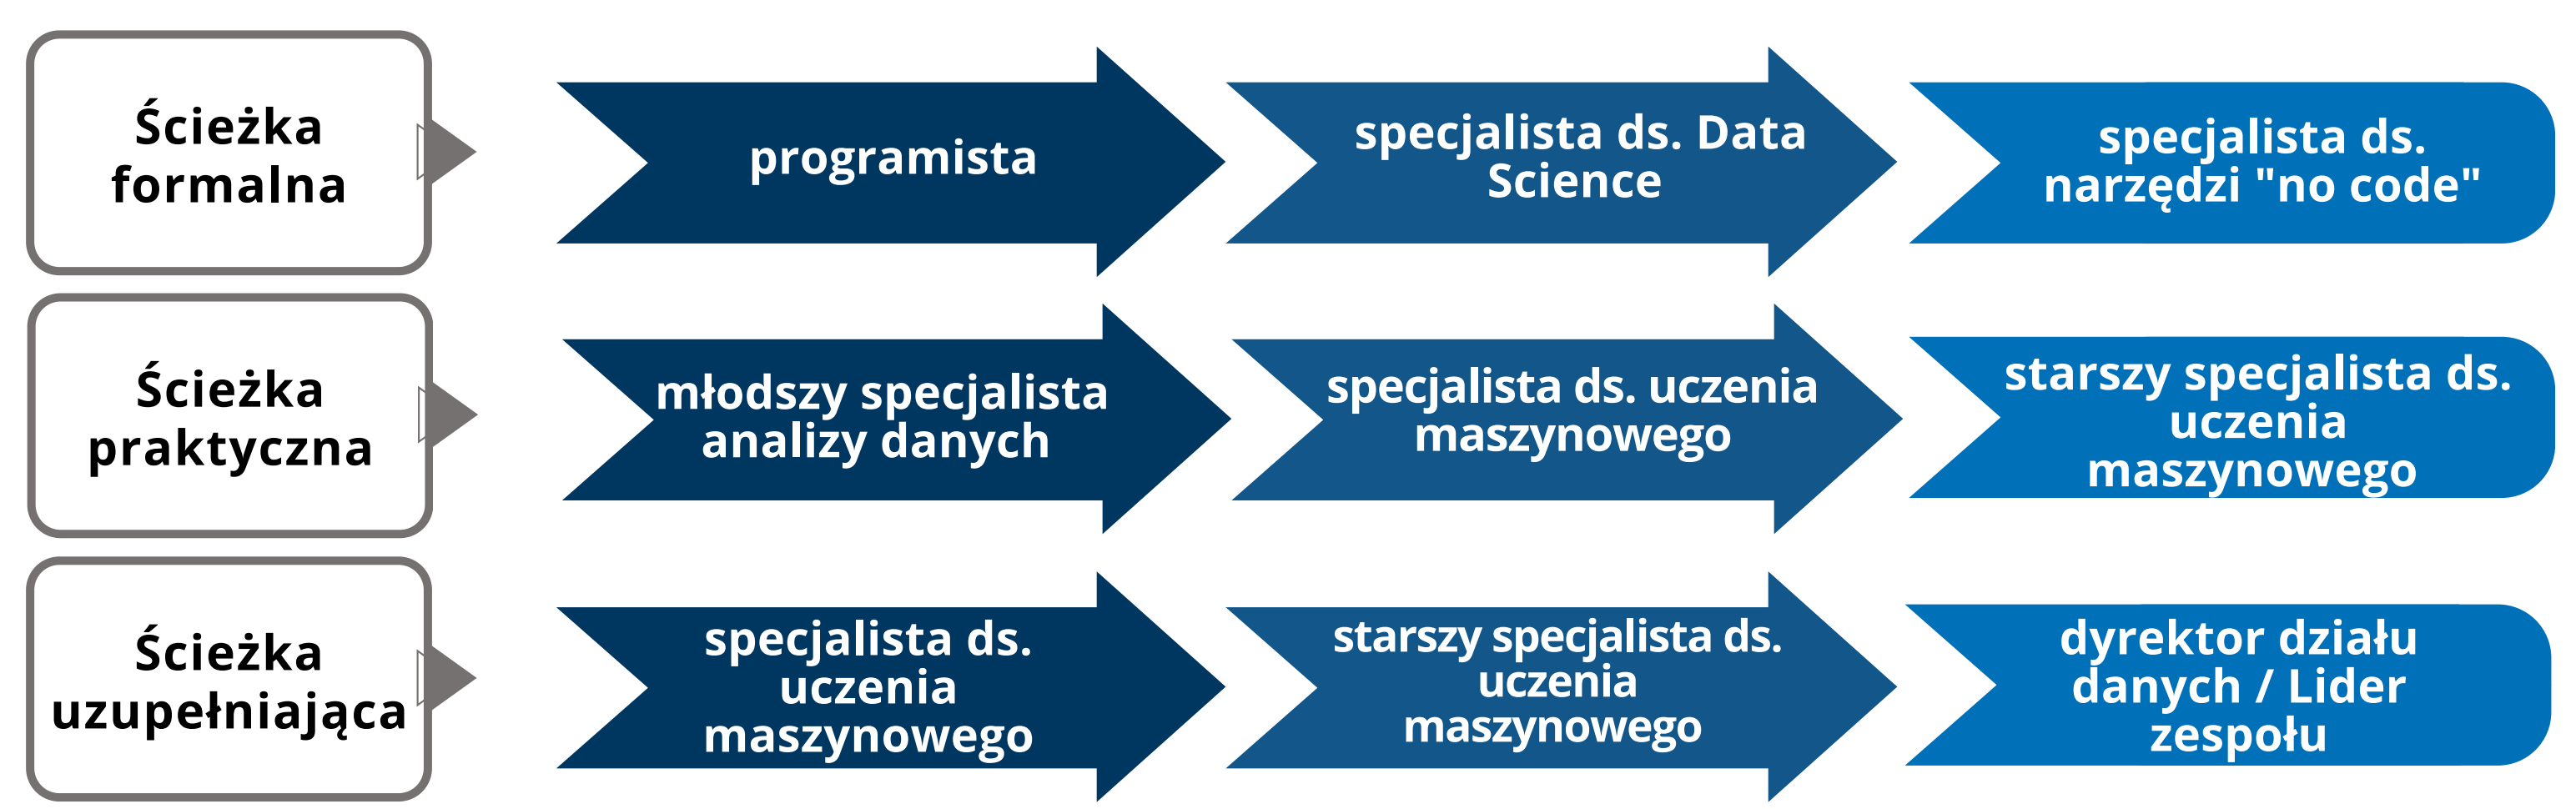 Ścieżka
formalna
programista
specjalista ds. Data
Science
specjalista ds.
narzędzi "no code"
Ścieżka
praktyczna
młodszy specjalista
analizy danych
specjalista ds. uczenia
maszynowego
starszy specjalista ds.
uczenia
maszynowego
Ścieżka
uzupełniająca
specjalista ds.
uczenia
maszynowego
starszy specjalista ds.
uczenia
maszynowego
dyrektor działu
danych / Lider
zespołu